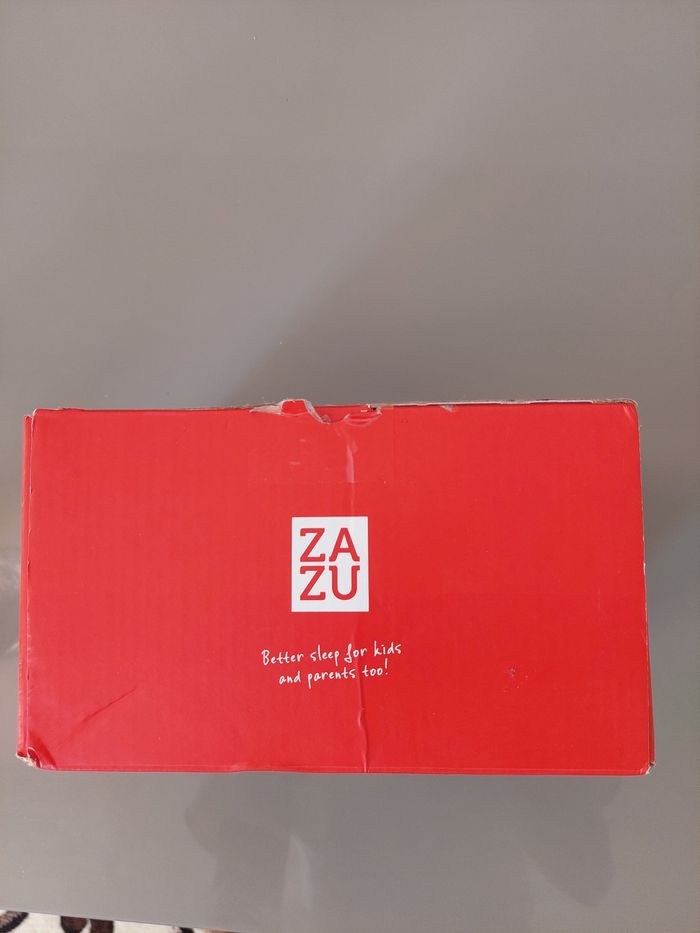 ZA
ZU
Better sleep for kids
and parents too!